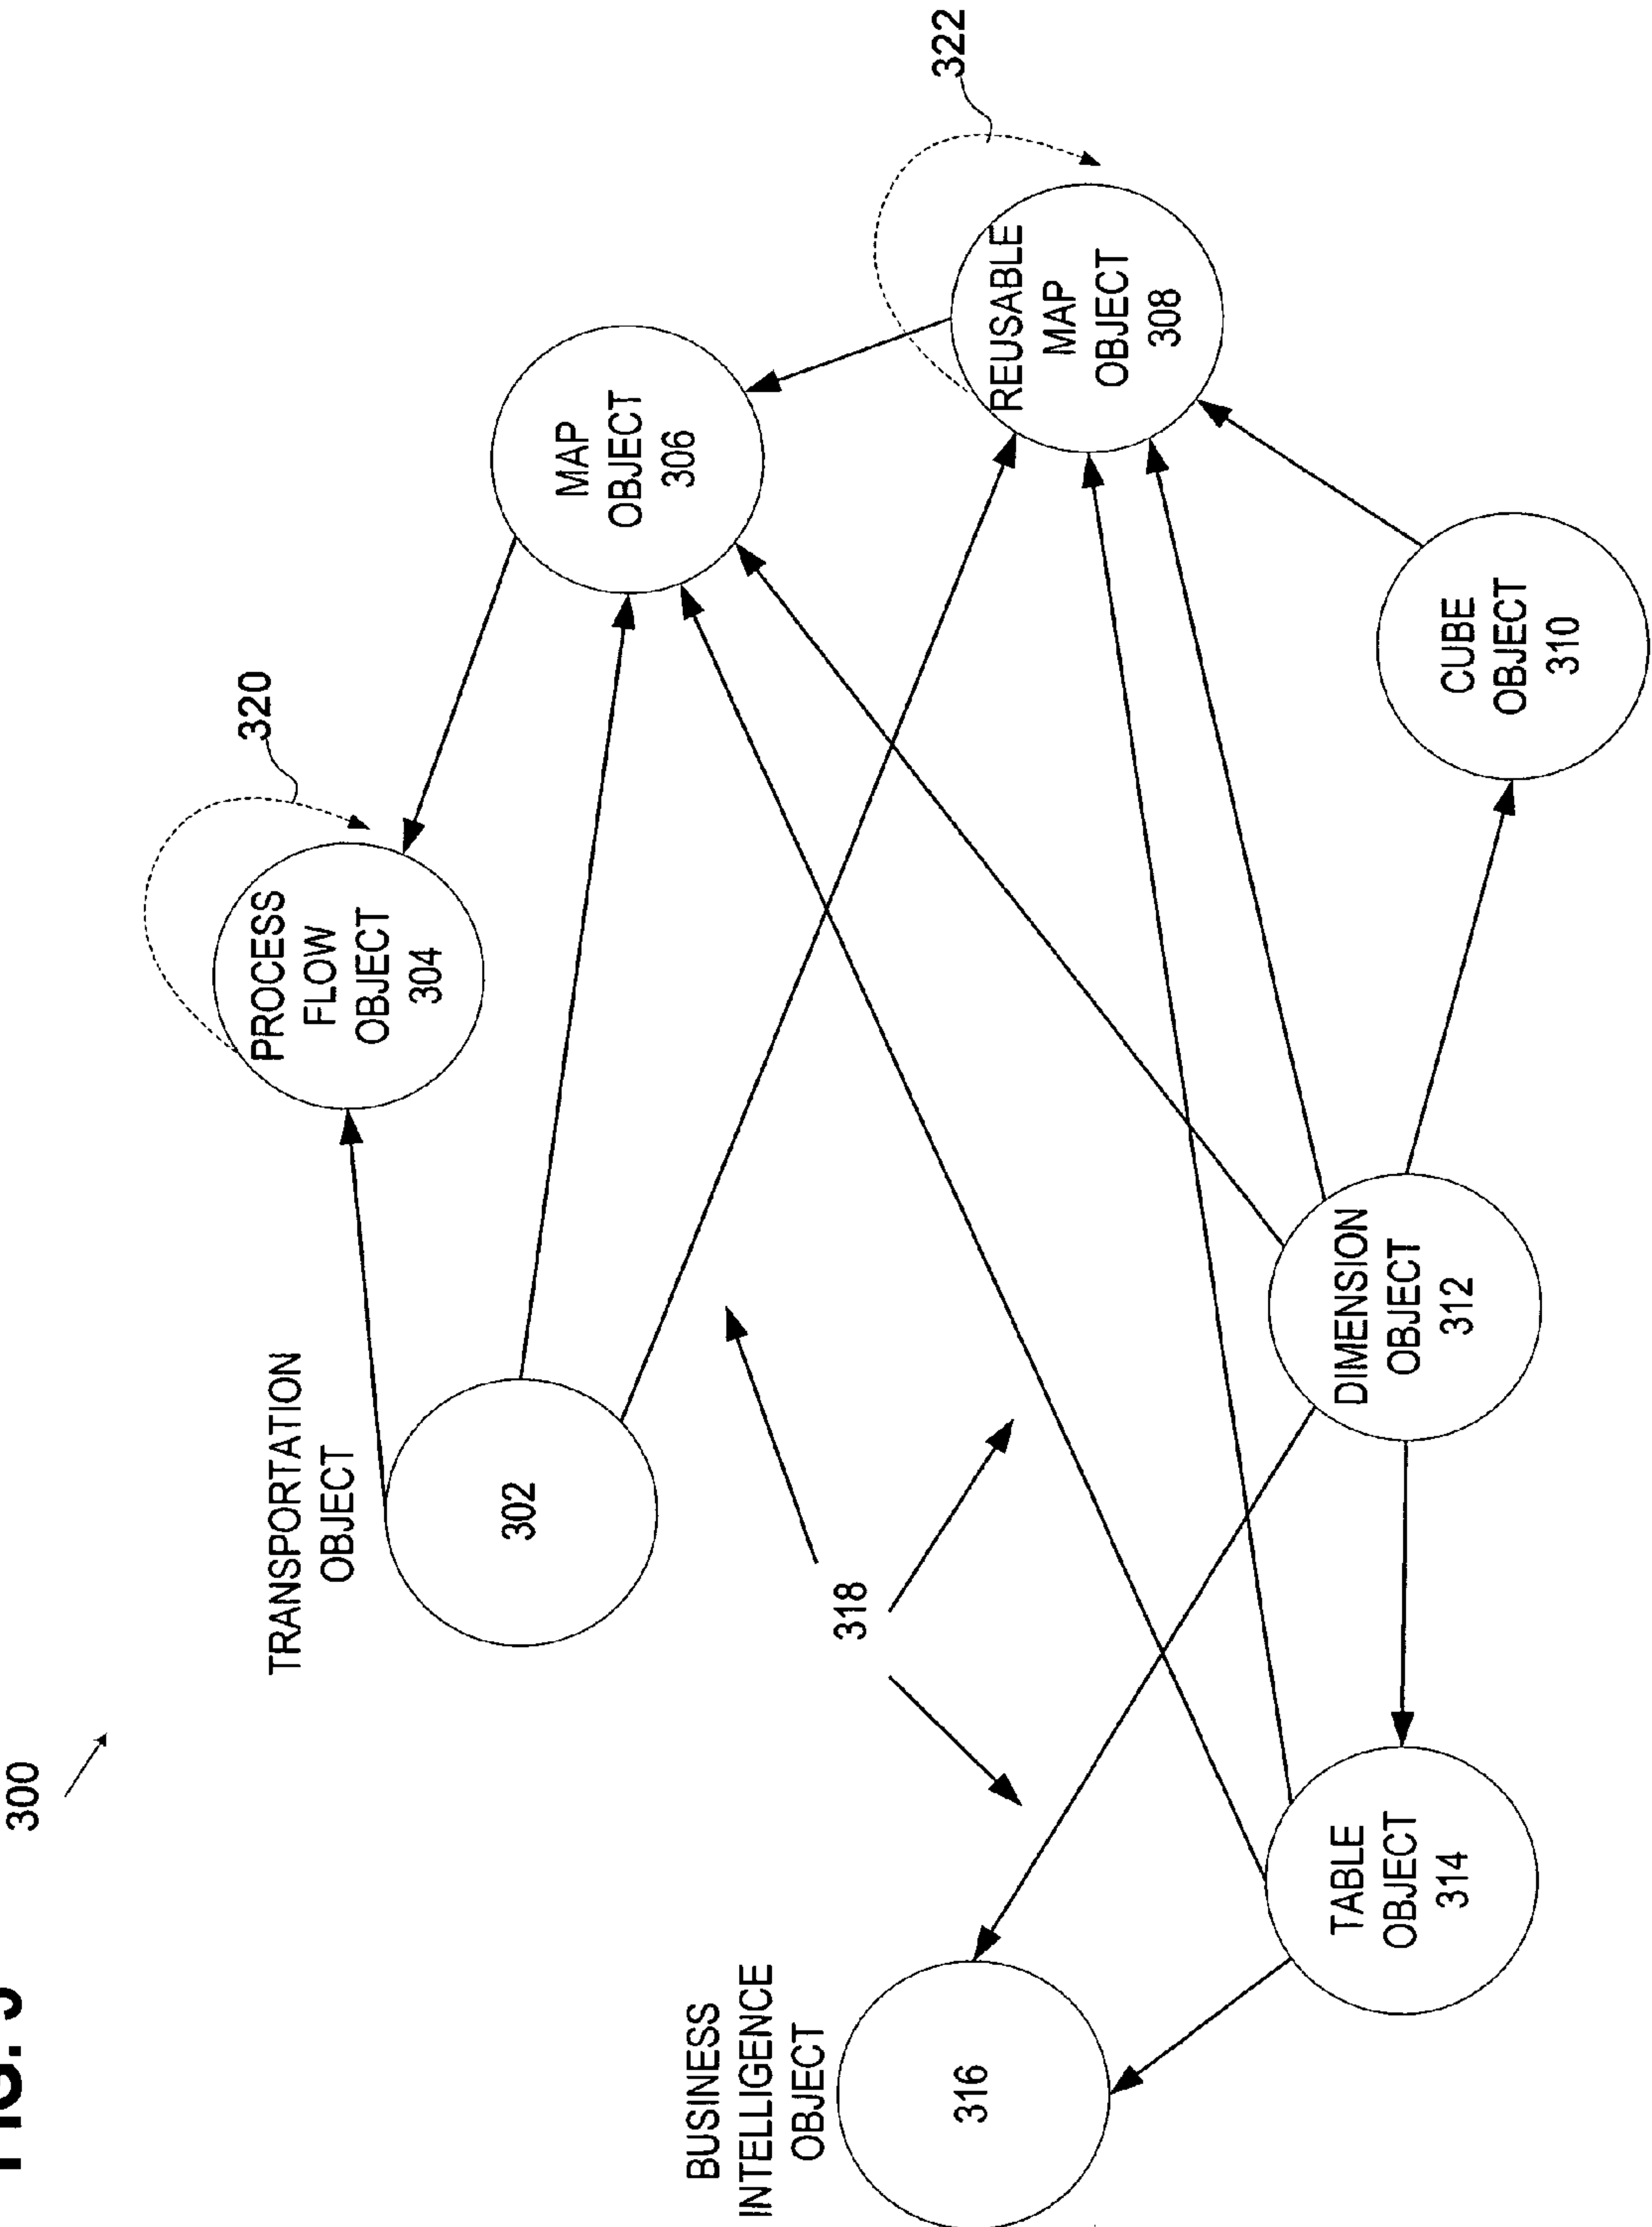 FIG. 3
300
TRANSPORTATION
OBJECT
302
PROCESS
FLOW
OBJECT
304
320
MAP
OBJECT
306
322
REUSABLE
MAP
OBJECT
308
BUSINESS
INTELLIGENCE
OBJECT
316
318
TABLE
OBJECT
314
DIMENSION
OBJECT
312
CUBE
OBJECT
310